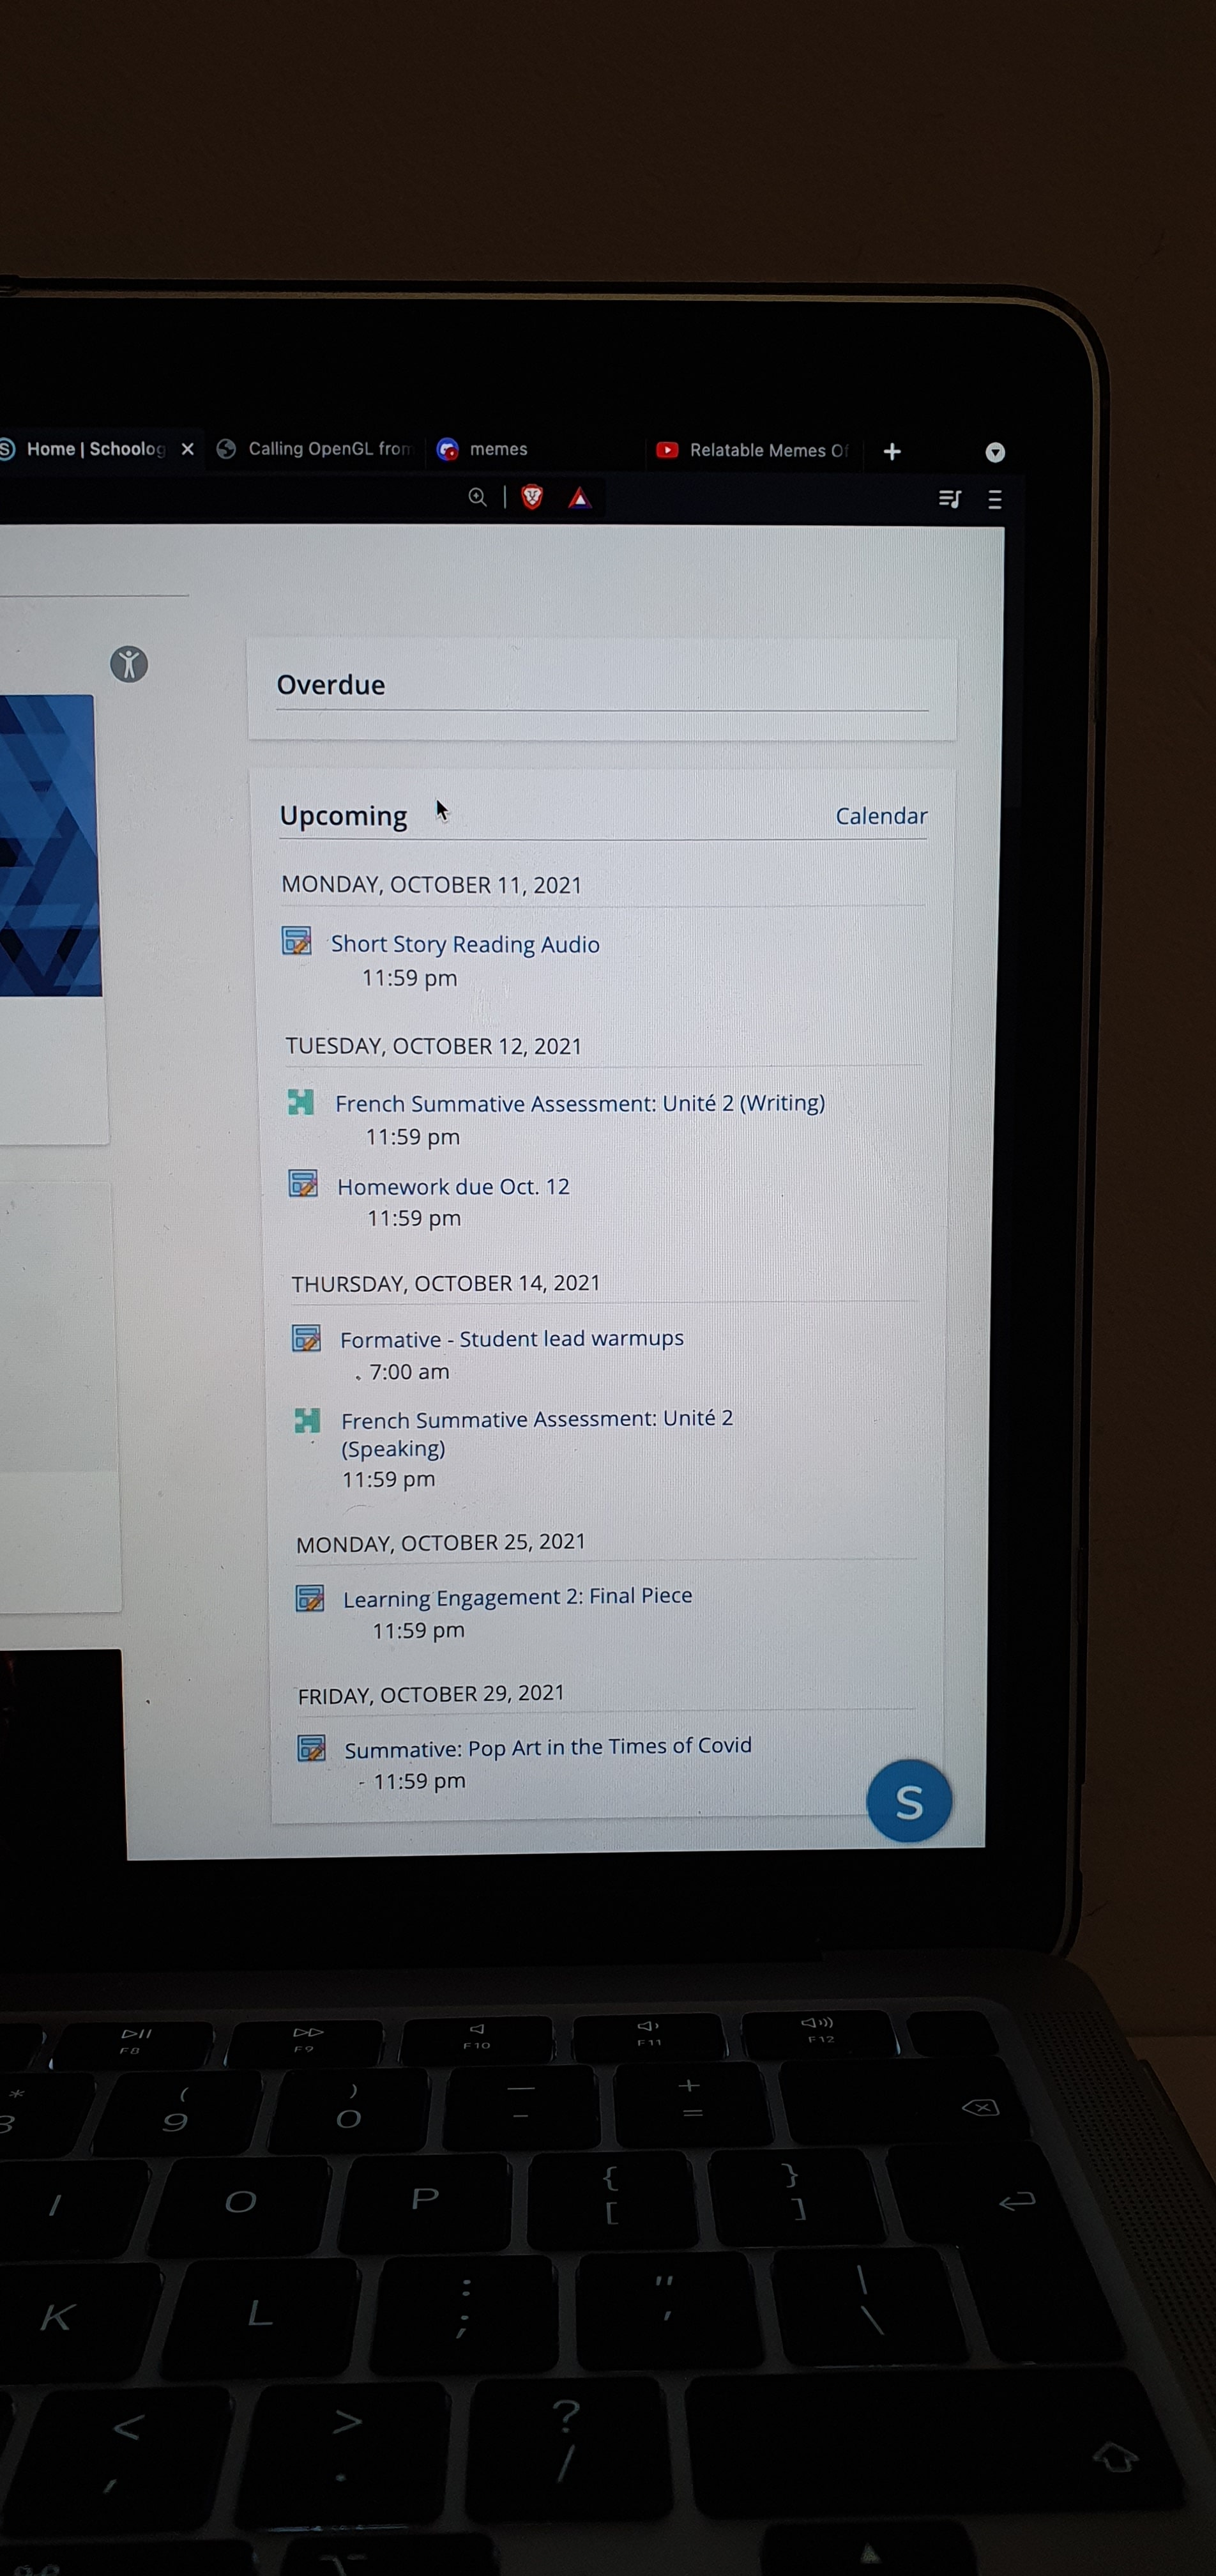 Home | Schoolog
Calling OpenGL from
memes
Relatable Memes Of
Overdue
Upcoming
Calendar
MONDAY, OCTOBER 11, 2021
Short Story Reading Audio
11:59 pm
TUESDAY, OCTOBER 12, 2021
French Summative Assessment: Unité 2 (Writing)
11:59 pm
Homework due Oct. 12
11:59 pm
THURSDAY, OCTOBER 14, 2021
Formative - Student lead warmups
7:00 am
French Summative Assessment: Unité 2
(Speaking)
11:59 pm
MONDAY, OCTOBER 25, 2021
Learning Engagement 2: Final Piece
11:59 pm
FRIDAY, OCTOBER 29, 2021
Summative: Pop Art in the Times of Covid
11:59 pm
S
F8 F9 F10 F11 F12
* ( ) — +
8 9 0 - =
I O P { [ } ]
K L : ; " ' | \
< , > . ? /